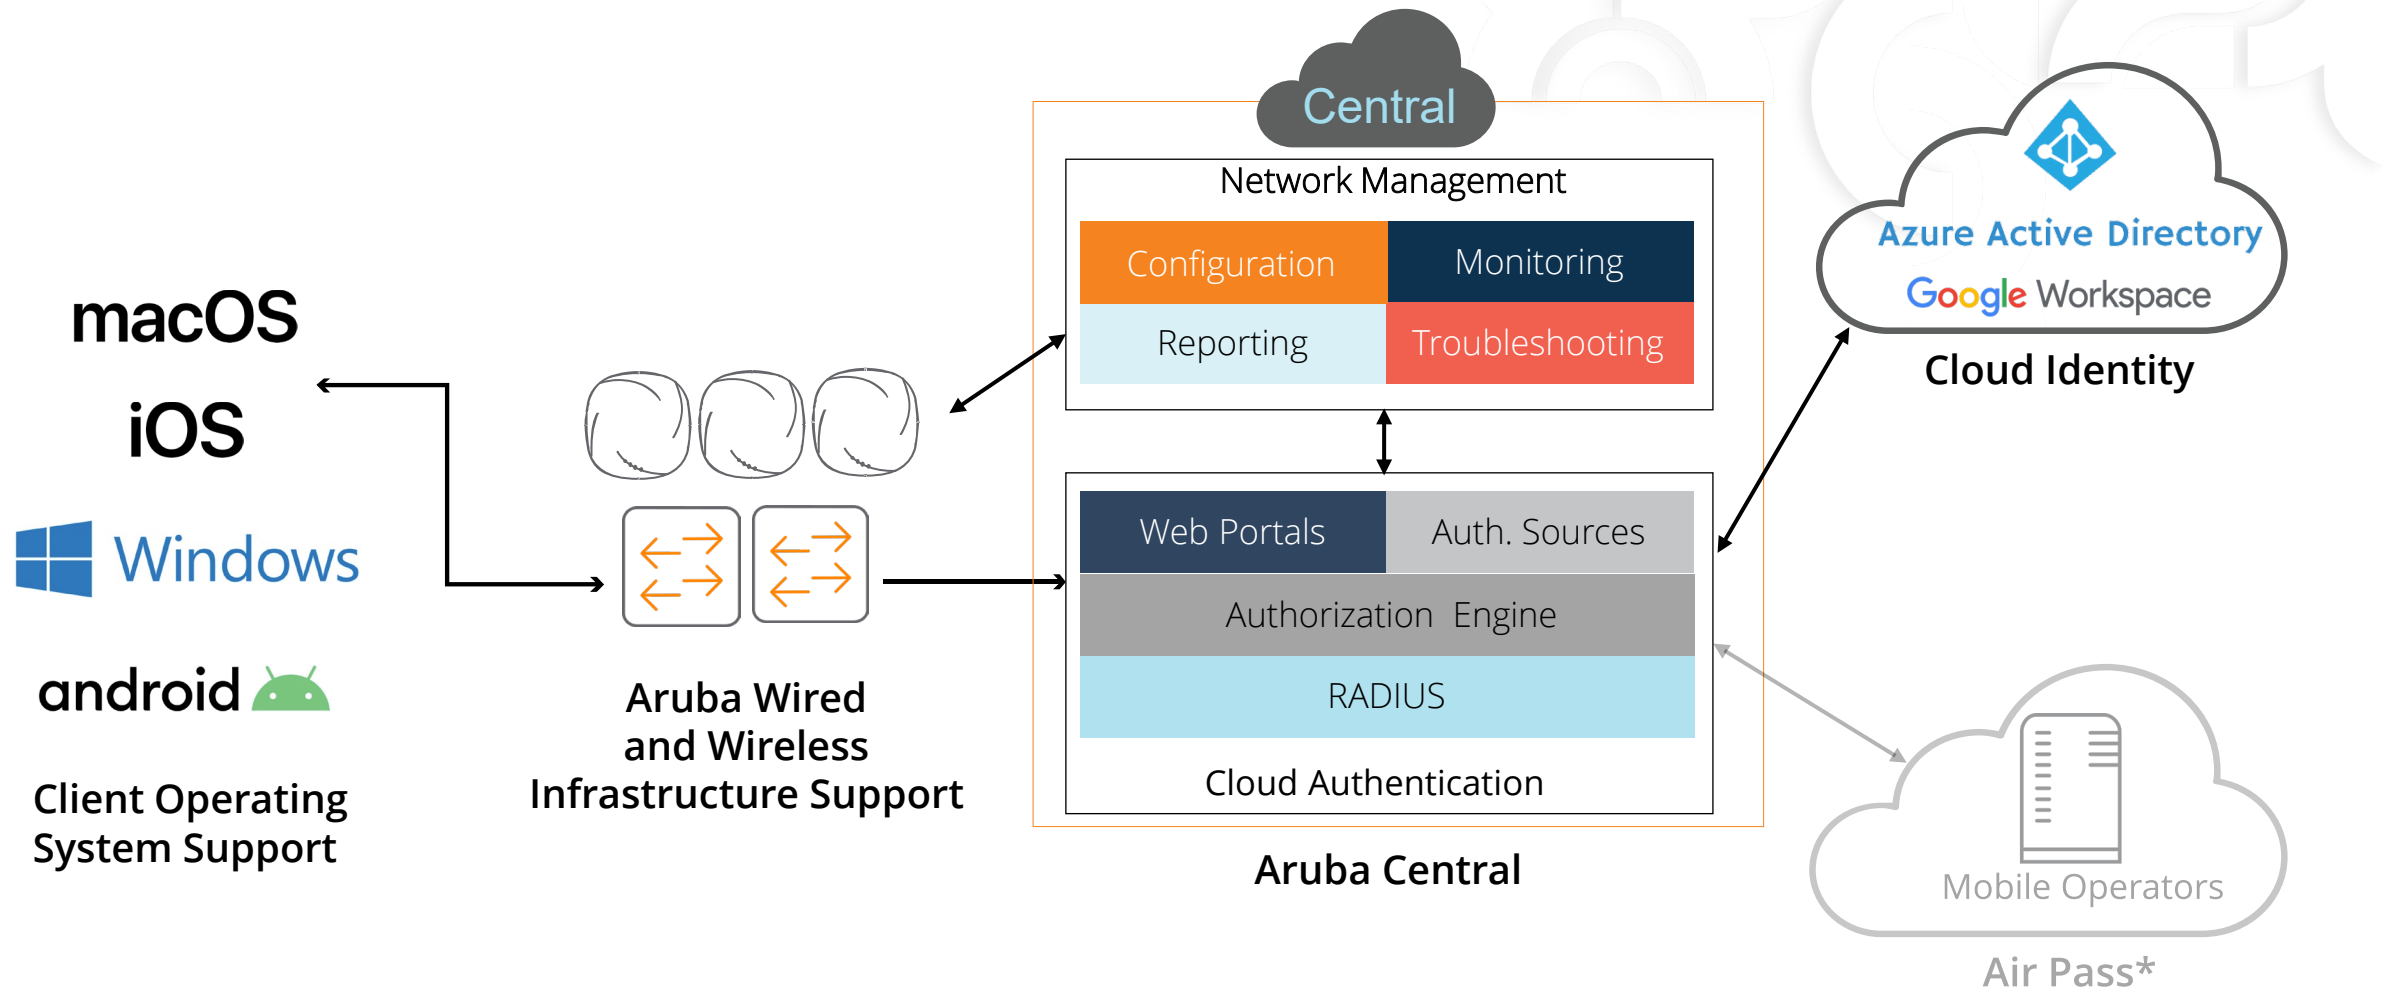 macOS
iOS
Windows
android
Client Operating
System Support
Aruba Wired
and Wireless
Infrastructure Support
Central
Network Management
Configuration
Monitoring
Reporting
Troubleshooting
Web Portals
Auth. Sources
Authorization Engine
RADIUS
Cloud Authentication
Aruba Central
Azure Active Directory
Google Workspace
Cloud Identity
Mobile Operators
Air Pass*